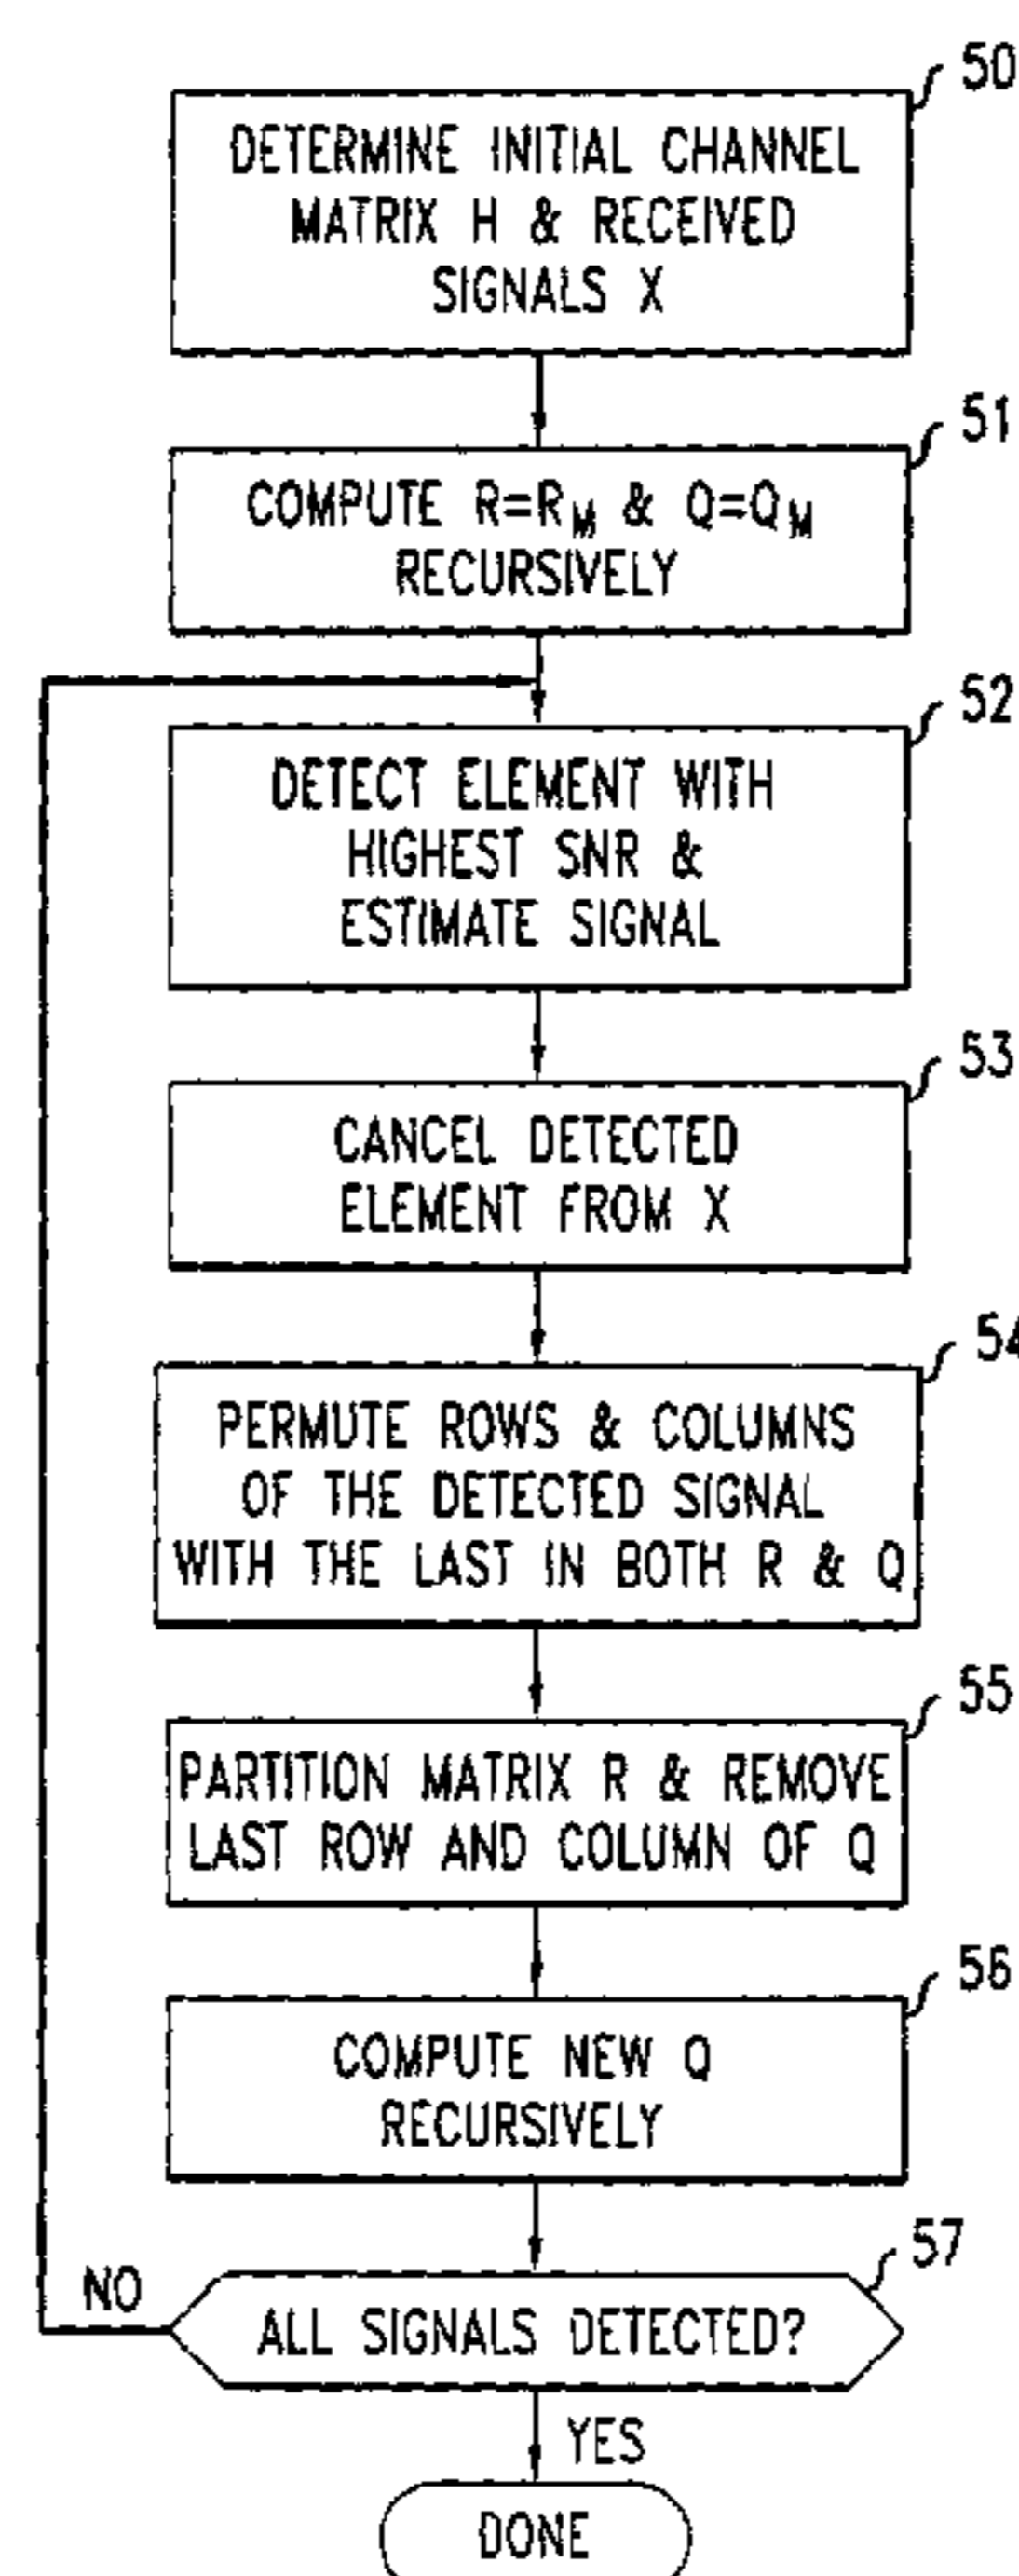 50
DETERMINE INITIAL CHANNEL
MATRIX H & RECEIVED
SIGNALS X
51
COMPUTE R=R_M & Q=Q_M
RECURSIVELY
52
DETECT ELEMENT WITH
HIGHEST SNR &
ESTIMATE SIGNAL
53
CANCEL DETECTED
ELEMENT FROM X
54
PERMUTE ROWS & COLUMNS
OF THE DETECTED SIGNAL
WITH THE LAST IN BOTH R & Q
55
PARTITION MATRIX R & REMOVE
LAST ROW AND COLUMN OF Q
56
COMPUTE NEW Q
RECURSIVELY
57
NO
ALL SIGNALS DETECTED?
YES
DONE